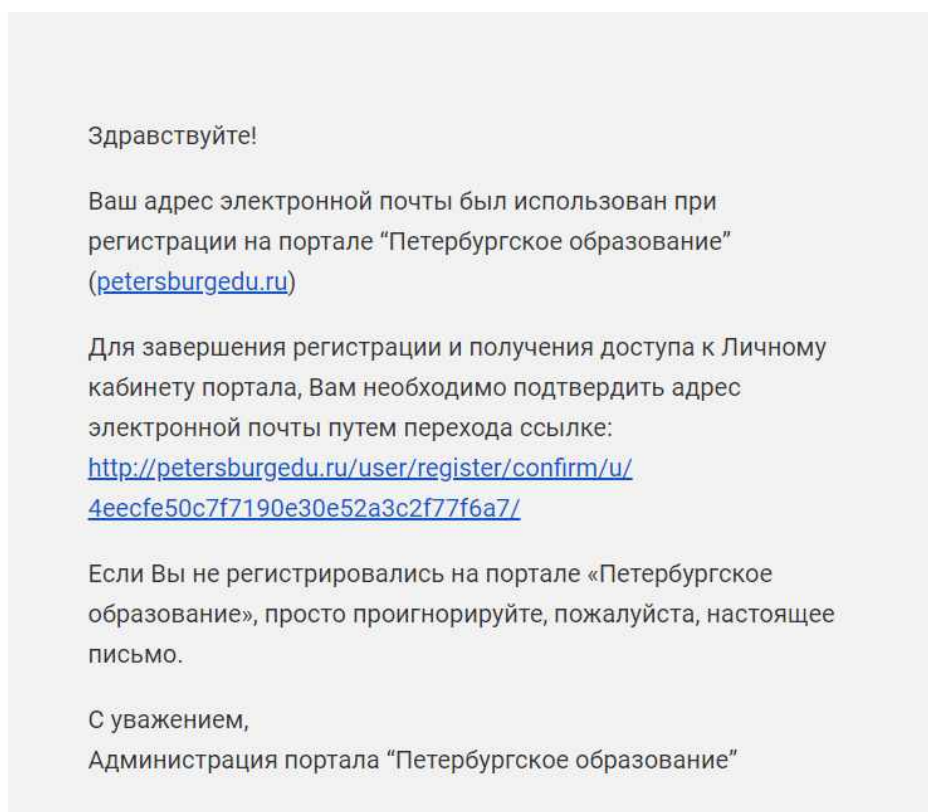 Здравствуйте!
Ваш адрес электронной почты был использован при
регистрации на портале “Петербургское образование”
(petersburgedu.ru)
Для завершения регистрации и получения доступа к Личному
кабинету портала, Вам необходимо подтвердить адрес
электронной почты путем перехода ссылке:
http://petersburgedu.ru/user/register/confirm/u/
4eecfe50c7f7190e30e52a3c2f77f6a7/
Если Вы не регистрировались на портале «Петербургское
образование», просто проигнорируйте, пожалуйста, настоящее
письмо.
С уважением,
Администрация портала “Петербургское образование”